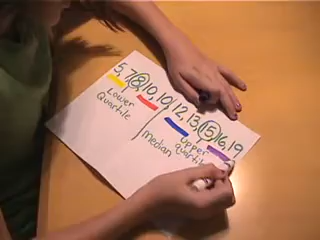 5, 7, 8, 10, 10, 12, 13, 15, 16, 19
Lower
Quartile
Median
Upper
quartile